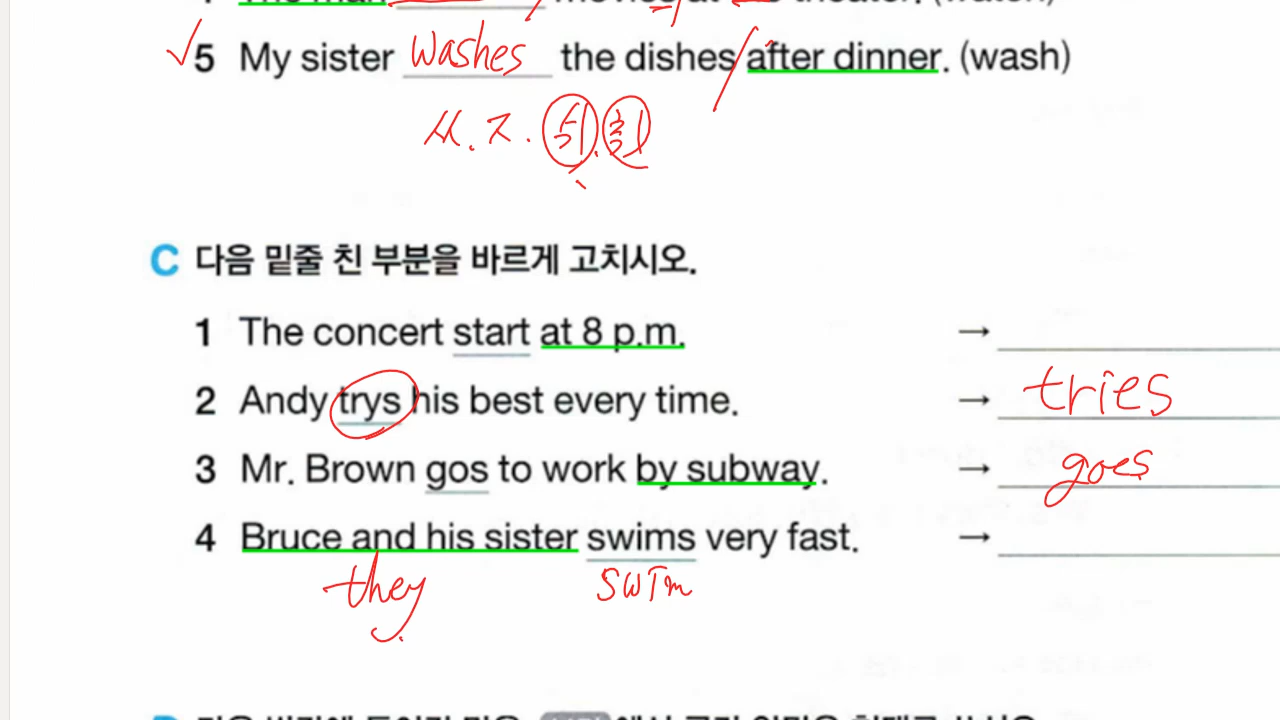 5 My sister washes the dishes after dinner. (wash)
ㅆ. ㅈ.
C 다음 밑줄 친 부분을 바르게 고치시오.
1 The concert start at 8 p.m. →
2 Andy trys his best every time. → tries
3 Mr. Brown gos to work by subway. → goes
4 Bruce and his sister swims very fast. →
they swim